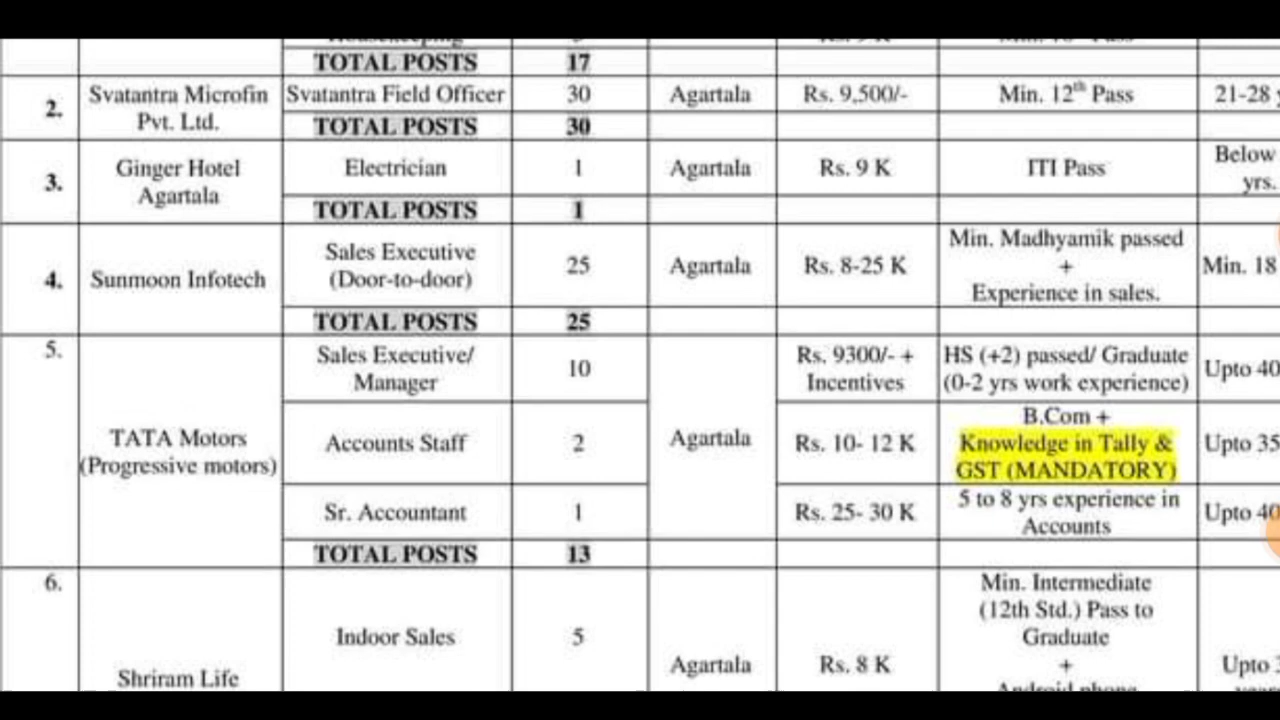 TOTAL POSTS 17
2. Svatantra Microfin Pvt. Ltd. Svatantra Field Officer 30 Agartala Rs. 9,500/- Min. 12th Pass 21-28
TOTAL POSTS 30
3. Ginger Hotel Agartala Electrician 1 Agartala Rs. 9 K ITI Pass Below yrs.
TOTAL POSTS 1
4. Sunmoon Infotech Sales Executive (Door-to-door) 25 Agartala Rs. 8-25 K Min. Madhyamik passed + Experience in sales. Min. 18
TOTAL POSTS 25
5. TATA Motors (Progressive motors) Sales Executive/ Manager 10 Agartala Rs. 9300/- + Incentives HS (+2) passed/ Graduate (0-2 yrs work experience) Upto 40
Accounts Staff 2 Rs. 10- 12 K B.Com + Knowledge in Tally & GST (MANDATORY) Upto 35
Sr. Accountant 1 Rs. 25- 30 K 5 to 8 yrs experience in Accounts Upto 40
TOTAL POSTS 13
6. Shriram Life Indoor Sales 5 Agartala Rs. 8 K Min. Intermediate (12th Std.) Pass to Graduate + Android phone Upto